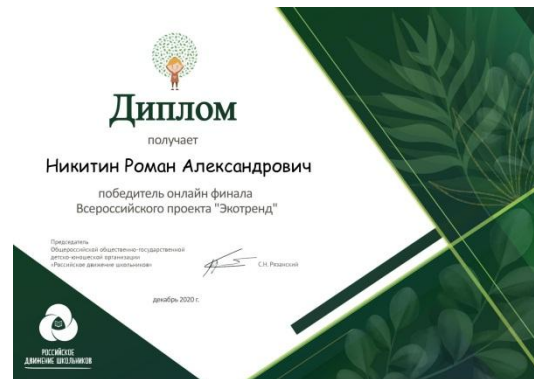 Диплом
получает
Никитин Роман Александрович
победитель онлайн финала
Всероссийского проекта "Экотренд"
Председатель
Общероссийской общественно-государственной
детско-юношеской организации
«Российское движение школьников»
С.Н. Рязанский
декабрь 2020 г.
РОССИЙСКОЕ
ДВИЖЕНИЕ ШКОЛЬНИКОВ